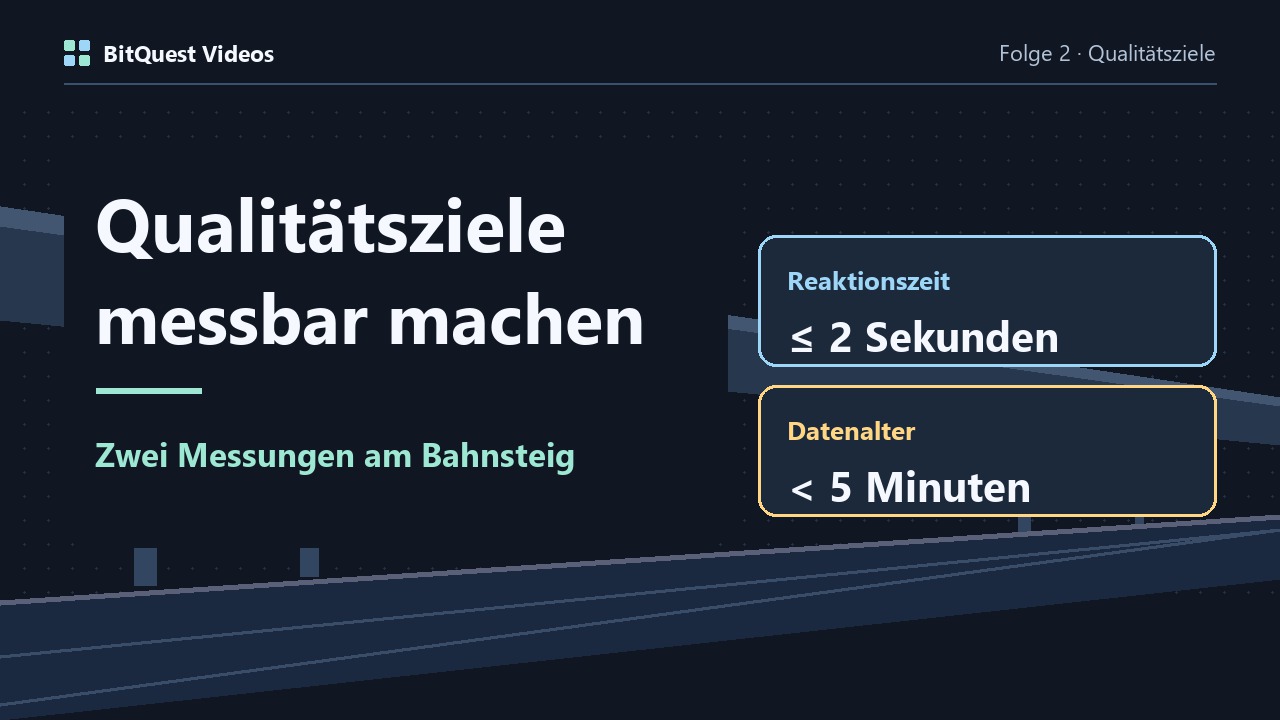 BitQuest Videos
Folge 2 · Qualitätsziele
Qualitätsziele
messbar machen
Zwei Messungen am Bahnsteig
Reaktionszeit
≤ 2 Sekunden
Datenalter
< 5 Minuten